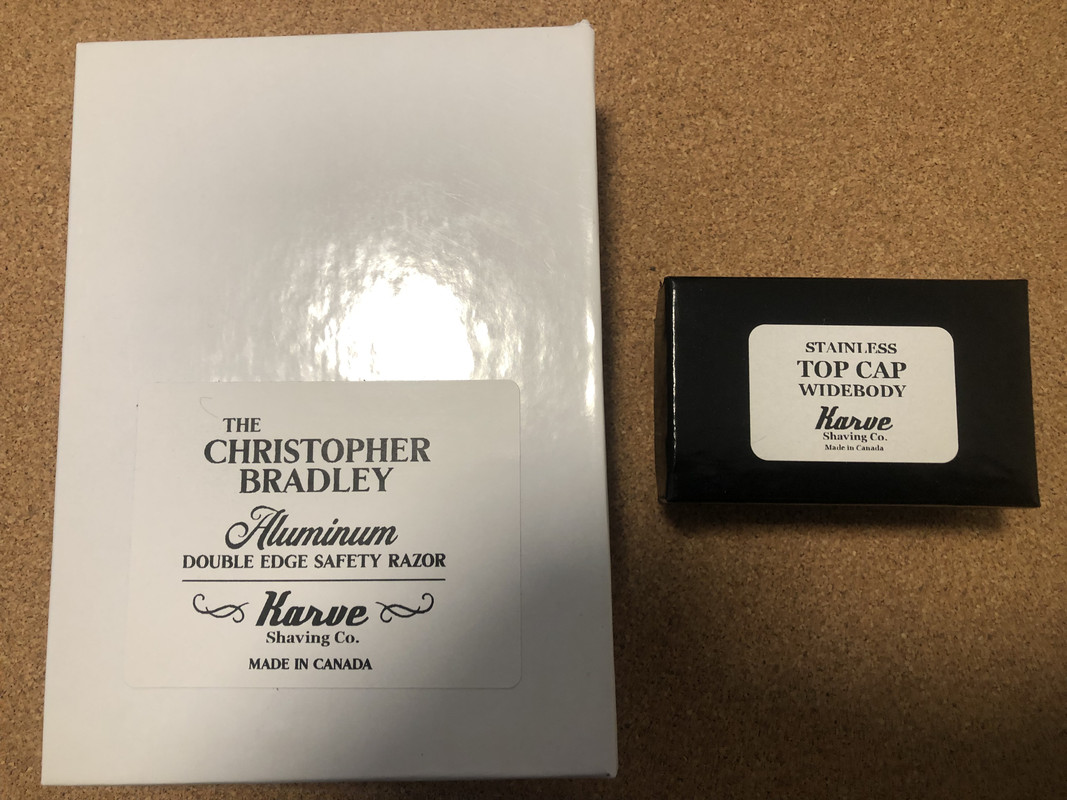 THE
CHRISTOPHER
BRADLEY
Aluminum
DOUBLE EDGE SAFETY RAZOR
Karve
Shaving Co.
MADE IN CANADA
STAINLESS
TOP CAP
WIDEBODY
Karve
Shaving Co.
Made in Canada